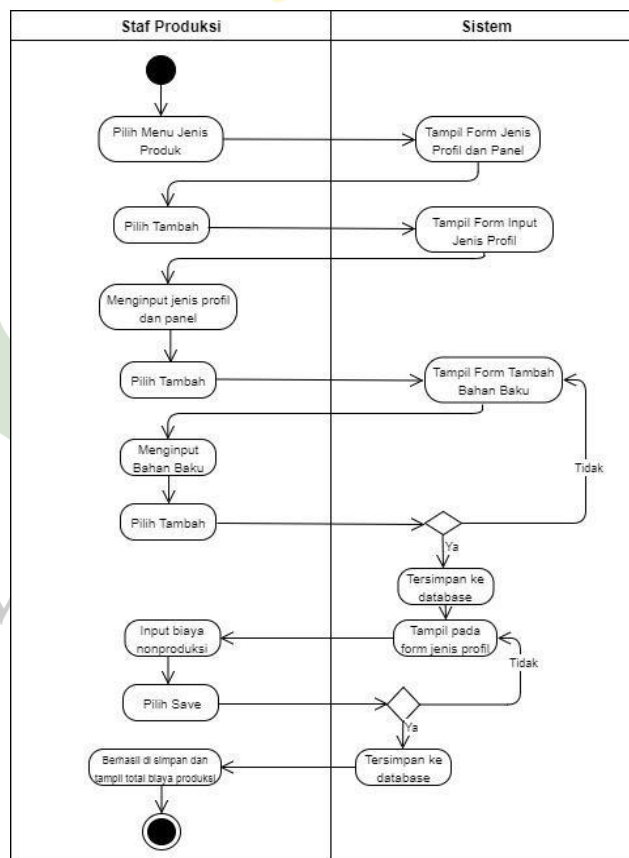 Staf Produksi
Sistem
Pilih Menu Jenis
Produk
Tampil Form Jenis
Profil dan Panel
Pilih Tambah
Tampil Form Input
Jenis Profil
Menginput jenis profil
dan panel
Pilih Tambah
Tampil Form Tambah
Bahan Baku
Menginput
Bahan Baku
Tidak
Pilih Tambah
Ya
Tersimpan ke
database
Input biaya
nonproduksi
Tampil pada
form jenis profil
Tidak
Pilih Save
Ya
Berhasil di simpan dan
tampil total biaya produksi
Tersimpan ke
database